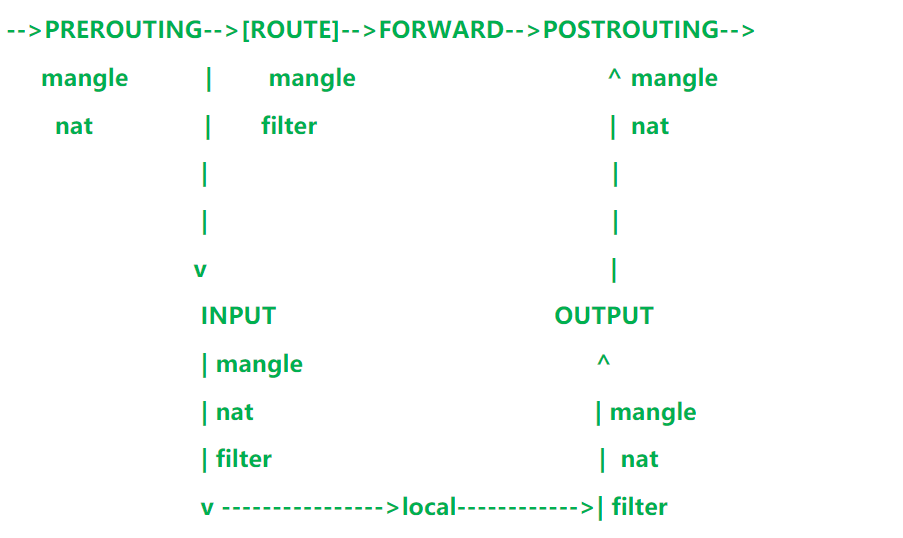 -->PREROUTING-->[ROUTE]-->FORWARD-->POSTROUTING-->
mangle | mangle ^ mangle
nat | filter | nat
| |
| |
v |
INPUT OUTPUT
| mangle ^
| nat | mangle
| filter | nat
v ---------------->local------------>| filter